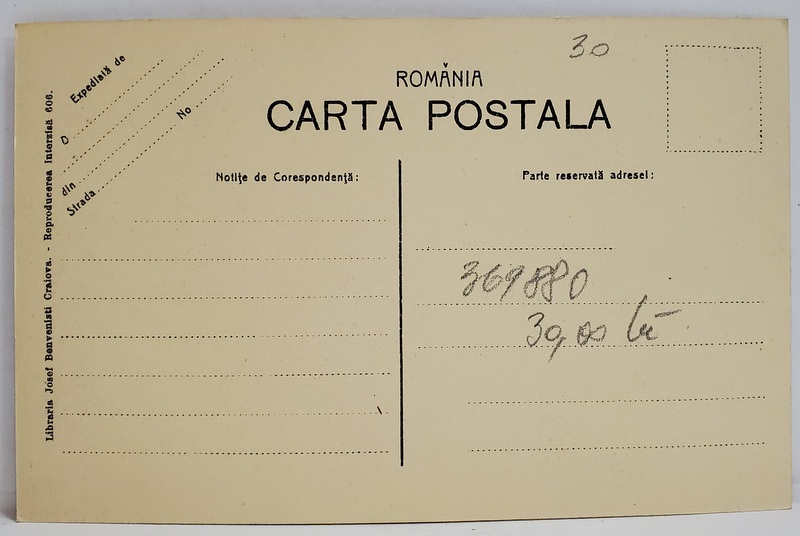 30
ROMÂNIA
CARTA POSTALA
Expediată de
O
No
din
Strada
Notiţe de Corespondenţă:
Parte reservată adresei:
369880
30,00 lei
Libraria Josef Benvenisti Craiova. - Reproducerea Interzisă 606.